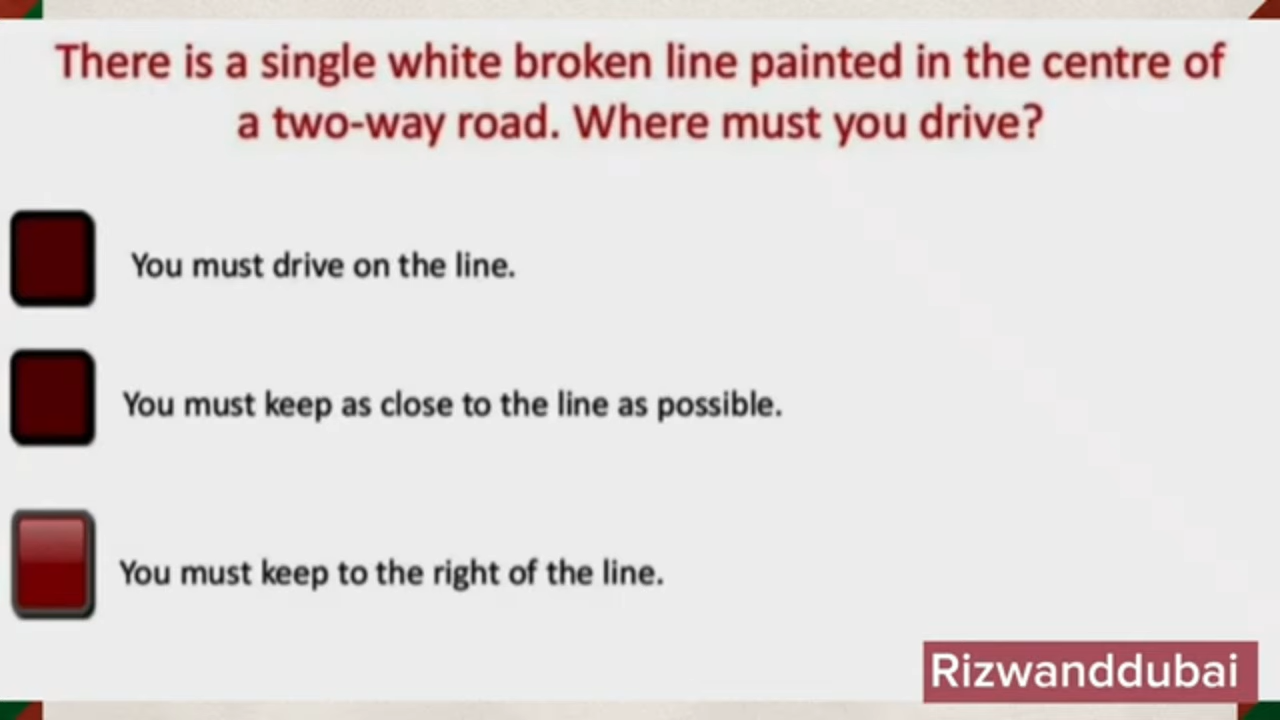 There is a single white broken line painted in the centre of
a two-way road. Where must you drive?
You must drive on the line.
You must keep as close to the line as possible.
You must keep to the right of the line.
Rizwanddubai